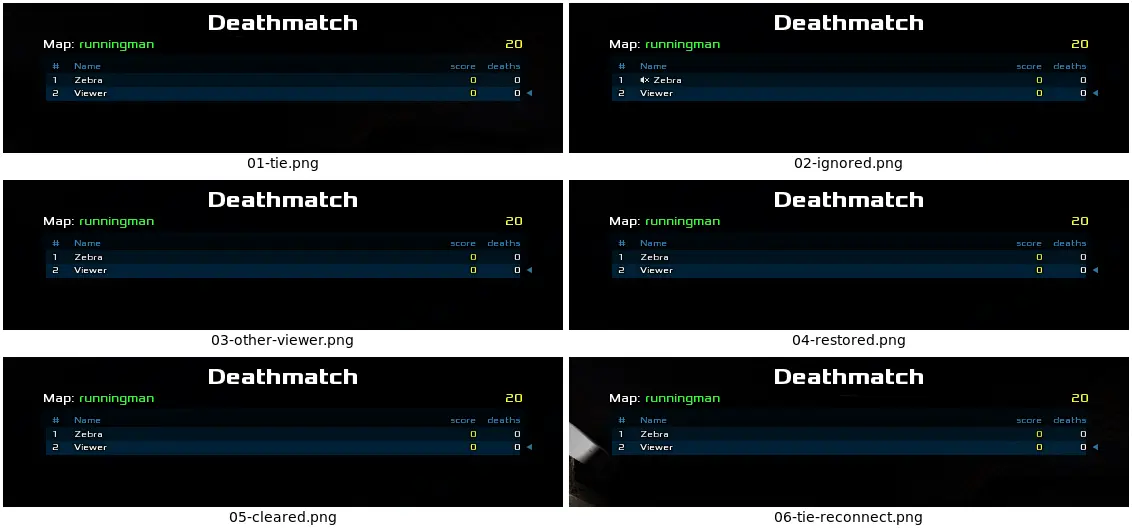 Deathmatch
Map: runningman 20
# Name score deaths
1 Zebra 0 0
2 Viewer 0 0
01-tie.png
Deathmatch
Map: runningman 20
# Name score deaths
1 Zebra 0 0
2 Viewer 0 0
02-ignored.png
Deathmatch
Map: runningman 20
# Name score deaths
1 Zebra 0 0
2 Viewer 0 0
03-other-viewer.png
Deathmatch
Map: runningman 20
# Name score deaths
1 Zebra 0 0
2 Viewer 0 0
04-restored.png
Deathmatch
Map: runningman 20
# Name score deaths
1 Zebra 0 0
2 Viewer 0 0
05-cleared.png
Deathmatch
Map: runningman 20
# Name score deaths
1 Zebra 0 0
2 Viewer 0 0
06-tie-reconnect.png